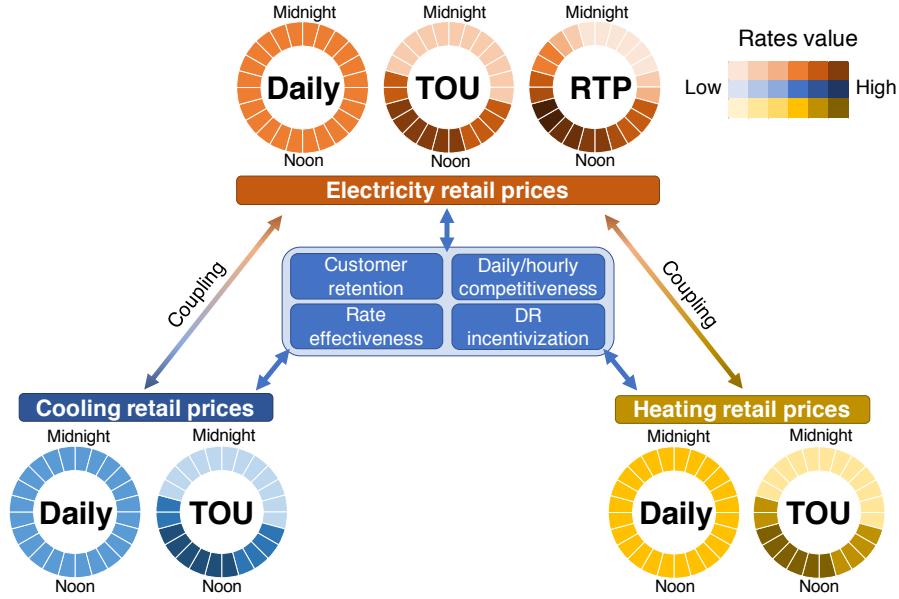 Midnight
Midnight
Midnight
Daily
TOU
RTP
Noon
Noon
Noon
Rates value
Low
High
Electricity retail prices
Coupling
Customer
retention
Daily/hourly
competitiveness
Rate
effectiveness
DR
incentivization
Coupling
Cooling retail prices
Midnight
Midnight
Daily
TOU
Noon
Noon
Heating retail prices
Midnight
Midnight
Daily
TOU
Noon
Noon